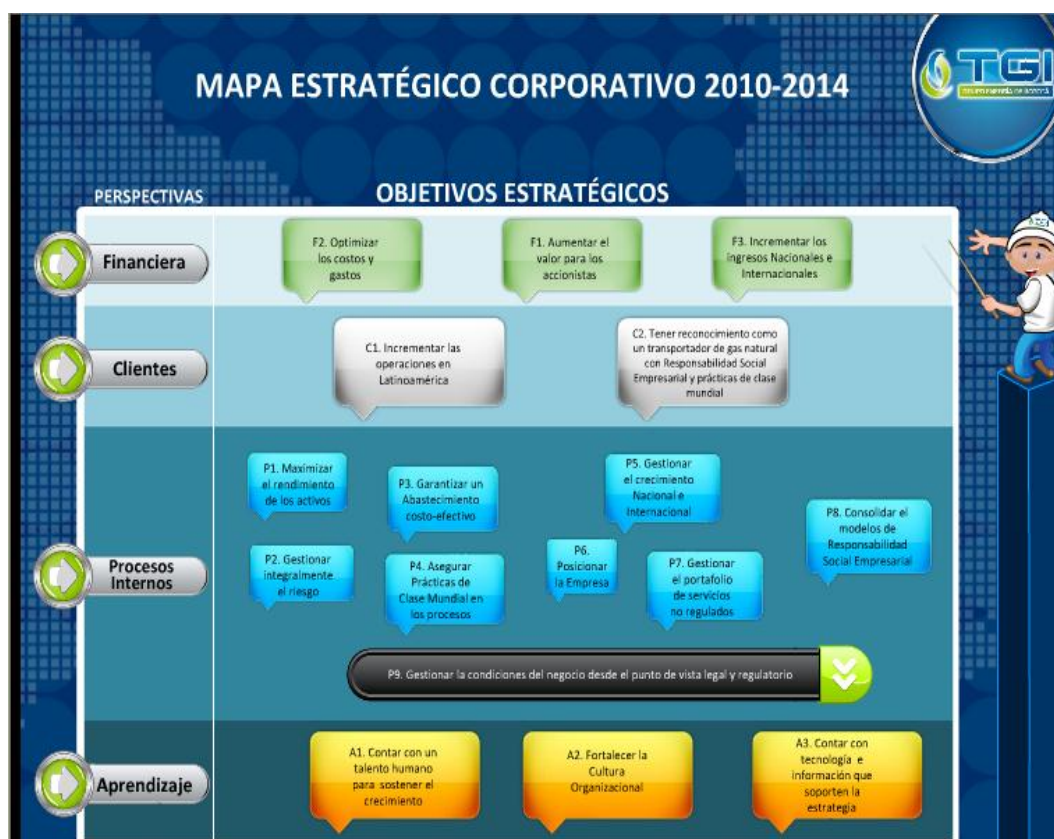 MAPA ESTRATÉGICO CORPORATIVO 2010-2014
TGI
GRUPO ENERGÍA DE BOGOTÁ
PERSPECTIVAS
OBJETIVOS ESTRATÉGICOS
Financiera
F2. Optimizar
los costos y
gastos
F1. Aumentar el
valor para los
accionistas
F3. Incrementar los
ingresos Nacionales e
Internacionales
Clientes
C1. Incrementar las
operaciones en
Latinoamérica
C2. Tener reconocimiento como
un transportador de gas natural
con Responsabilidad Social
Empresarial y prácticas de clase
mundial
Procesos
Internos
P1. Maximizar
el rendimiento
de los activos
P3. Garantizar un
Abastecimiento
costo-efectivo
P5. Gestionar
el crecimiento
Nacional e
Internacional
P8. Consolidar el
modelos de
Responsabilidad
Social Empresarial
P2. Gestionar
integralmente
el riesgo
P4. Asegurar
Prácticas de
Clase Mundial en
los procesos
P6.
Posicionar
la Empresa
P7. Gestionar
el portafolio
de servicios
no regulados
P9. Gestionar la condiciones del negocio desde el punto de vista legal y regulatorio
Aprendizaje
A1. Contar con un
talento humano
para sostener el
crecimiento
A2. Fortalecer la
Cultura
Organizacional
A3. Contar con
tecnología e
información que
soporten la
estrategia